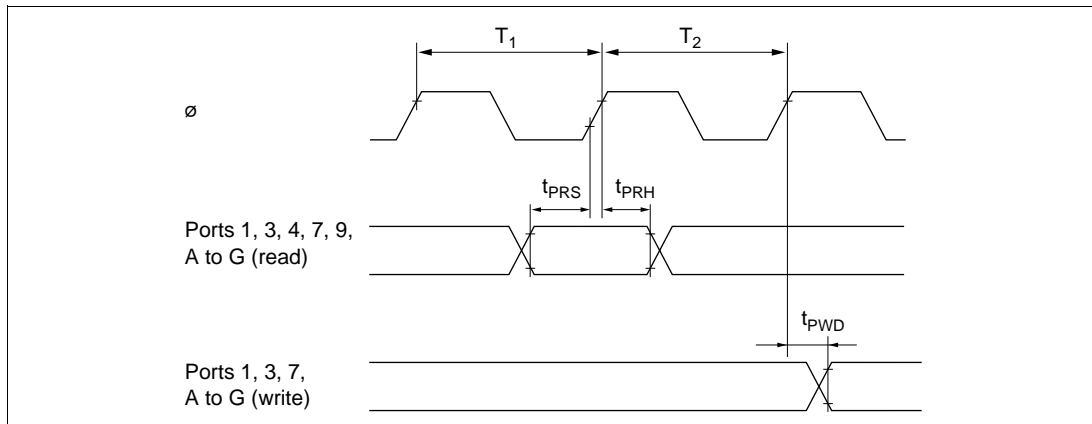 T1 T2
ø
tPRS tPRH
Ports 1, 3, 4, 7, 9,
A to G (read)
tPWD
Ports 1, 3, 7,
A to G (write)